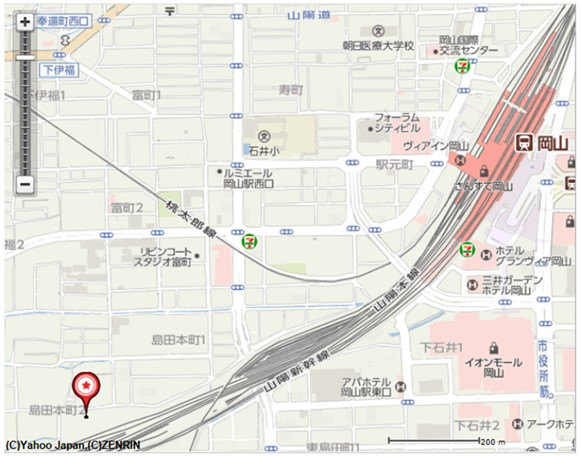 奉還町西口
山陽道
下伊福
下伊福1
富町1
寿町
朝日医療大学校
岡山国際
交流センター
石井小
フォーラム
シティビル
ヴィアイン岡山
岡山
駅元町
さんすて岡山
ルミエール
岡山駅西口
富町2
桃太郎線
福2
リビンコート
スタジオ富町
ホテル
グランヴィア岡山
三井ガーデン
ホテル岡山
山陽本線
島田本町1
山陽新幹線
下石井1
イオンモール
岡山
市役所筋
アパホテル
岡山駅東口
島田本町2
下石井2
アークホテ
東島田町1
200 m
(C)Yahoo Japan,(C)ZENRIN